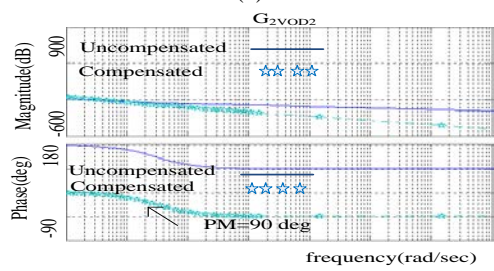 G2VOD2
Magnitude(dB)
900
-600
Uncompensated
Compensated
Phase(deg)
180
-90
Uncompensated
Compensated
PM=90 deg
frequency(rad/sec)